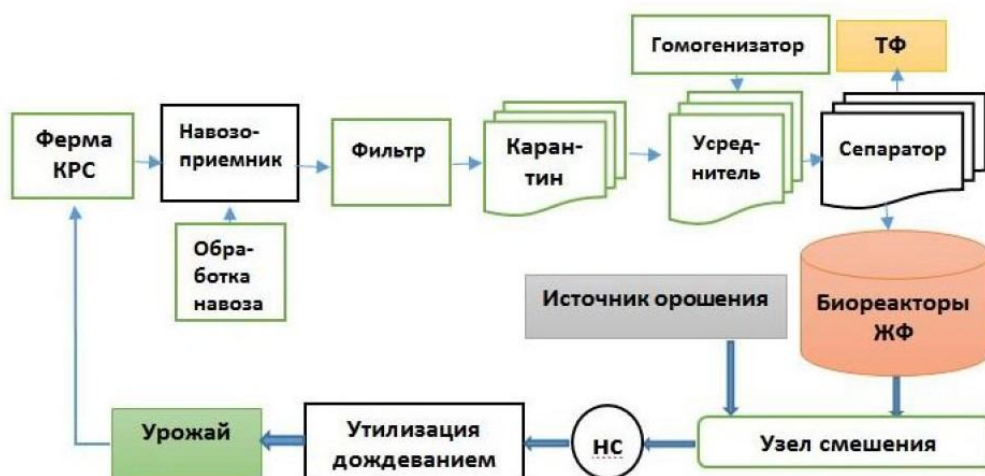 Гомогенизатор
ТФ
Ферма
КРС
Навозо-
приемник
Фильтр
Каран-
тин
Усред-
нитель
Сепаратор
Обра-
ботка
навоза
Источник орошения
Биореакторы
ЖФ
Урожай
Утилизация
дождеванием
нс
Узел смешения